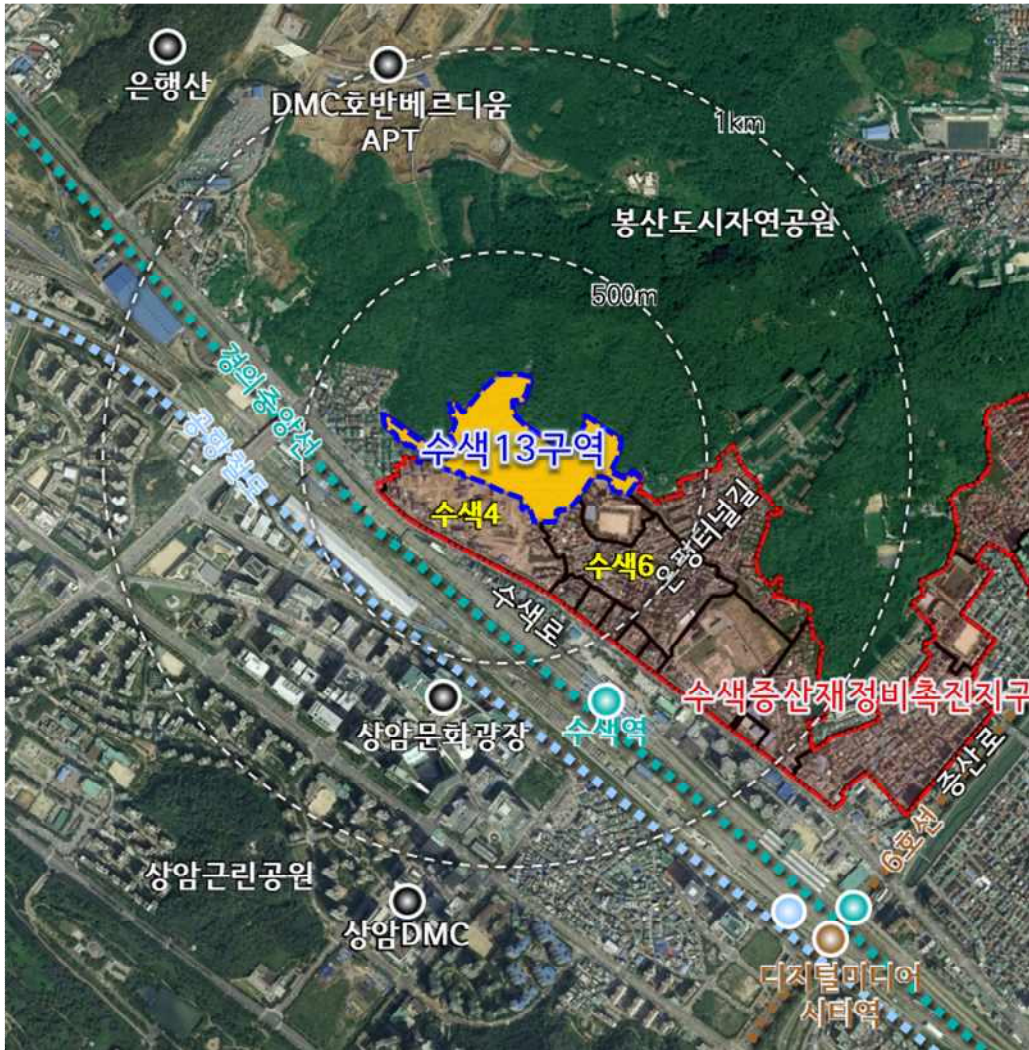 은행산
DMC호반베르디움
APT
1km
봉산도시자연공원
500m
경의중앙선
공항철도
수색13구역
수색4
수색6
은평터널길
수색로
수색증산재정비촉진지구
상암문화광장
수색역
증산로
6호선
상암근린공원
상암DMC
디지털미디어
시티역